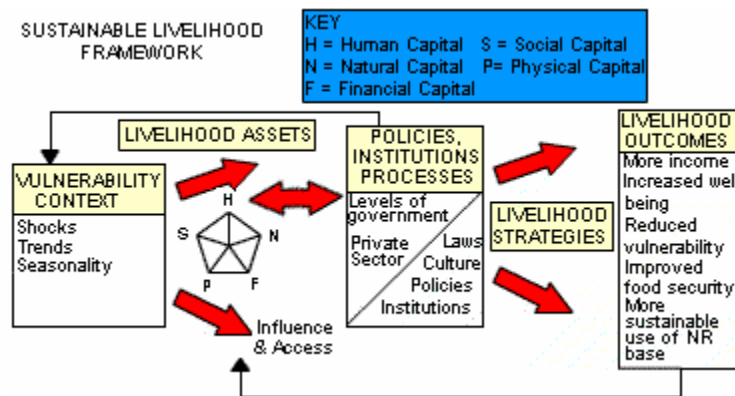 SUSTAINABLE LIVELIHOOD
FRAMEWORK
KEY
H = Human Capital S = Social Capital
N = Natural Capital P= Physical Capital
F = Financial Capital
LIVELIHOOD ASSETS
VULNERABILITY
CONTEXT
Shocks
Trends
Seasonality
H
S
N
P
F
Influence
& Access
POLICIES,
INSTITUTIONS
PROCESSES
Levels of
government
Private
Sector
Laws
Culture
Policies
Institutions
LIVELIHOOD
STRATEGIES
LIVELIHOOD
OUTCOMES
More income
Increased wel
being
Reduced
vulnerability
Improved
food security
More
sustainable
use of NR
base